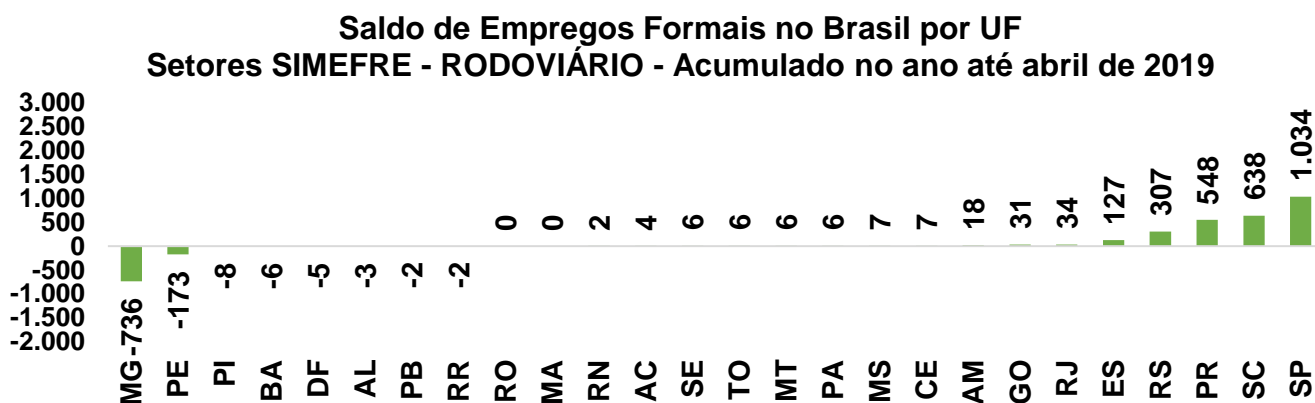 Saldo de Empregos Formais no Brasil por UF
Setores SIMEFRE - RODOVIÁRIO - Acumulado no ano até abril de 2019
3.000
2.500
2.000
1.500
1.000
500
0
-500
-1.000
-1.500
-2.000
-736
-173
-8
-6
-5
-3
-2
-2
0
0
2
4
6
6
6
6
7
7
18
31
34
127
307
548
638
1.034
MG
PE
PI
BA
DF
AL
PB
RR
RO
MA
RN
AC
SE
TO
MT
PA
MS
CE
AM
GO
RJ
ES
RS
PR
SC
SP